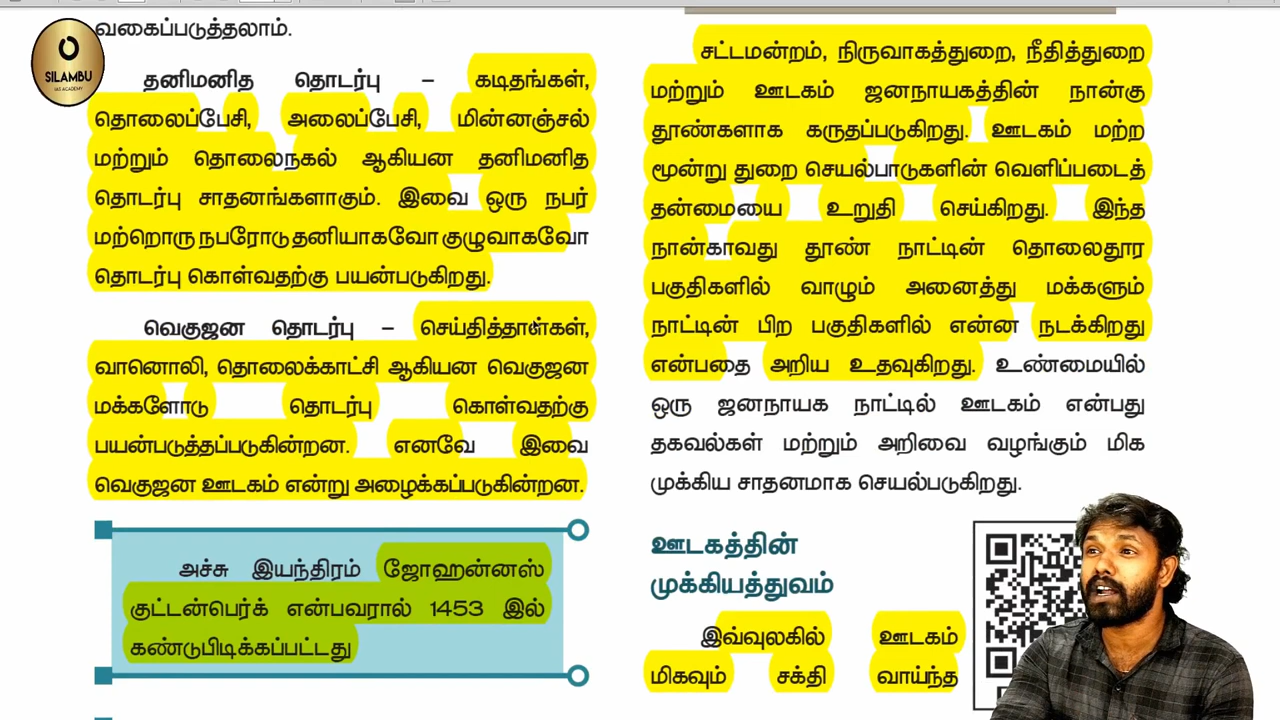 வகைப்படுத்தலாம்.
SILAMBU
IAS ACADEMY
தனிமனித தொடர்பு – கடிதங்கள்,
தொலைப்பேசி, அலைப்பேசி, மின்னஞ்சல்
மற்றும் தொலைநகல் ஆகியன தனிமனித
தொடர்பு சாதனங்களாகும். இவை ஒரு நபர்
மற்றொரு நபரோடு தனியாகவோ குழுவாகவோ
தொடர்பு கொள்வதற்கு பயன்படுகிறது.
வெகுஜன தொடர்பு – செய்தித்தாள்கள்,
வானொலி, தொலைக்காட்சி ஆகியன வெகுஜன
மக்களோடு தொடர்பு கொள்வதற்கு
பயன்படுத்தப்படுகின்றன. எனவே இவை
வெகுஜன ஊடகம் என்று அழைக்கப்படுகின்றன.
அச்சு இயந்திரம் ஜோஹன்னஸ்
குட்டன்பெர்க் என்பவரால் 1453 இல்
கண்டுபிடிக்கப்பட்டது
சட்டமன்றம், நிருவாகத்துறை, நீதித்துறை
மற்றும் ஊடகம் ஜனநாயகத்தின் நான்கு
தூண்களாக கருதப்படுகிறது. ஊடகம் மற்ற
மூன்று துறை செயல்பாடுகளின் வெளிப்படைத்
தன்மையை உறுதி செய்கிறது. இந்த
நான்காவது தூண் நாட்டின் தொலைதூர
பகுதிகளில் வாழும் அனைத்து மக்களும்
நாட்டின் பிற பகுதிகளில் என்ன நடக்கிறது
என்பதை அறிய உதவுகிறது. உண்மையில்
ஒரு ஜனநாயக நாட்டில் ஊடகம் என்பது
தகவல்கள் மற்றும் அறிவை வழங்கும் மிக
முக்கிய சாதனமாக செயல்படுகிறது.
ஊடகத்தின்
முக்கியத்துவம்
இவ்வுலகில் ஊடகம்
மிகவும் சக்தி வாய்ந்த